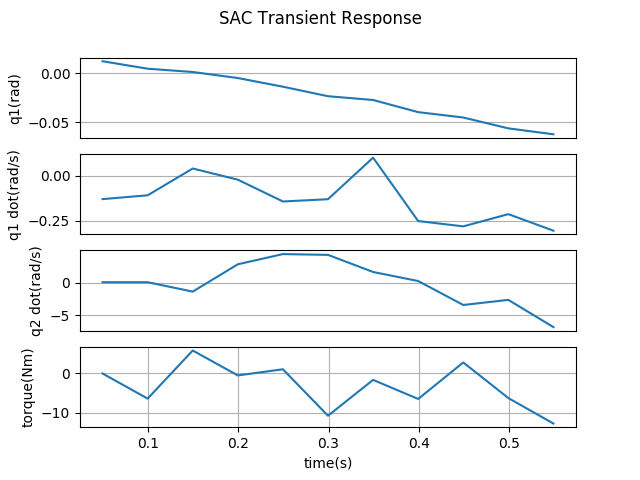 SAC Transient Response
q1(rad)
0.00
−0.05
q1 dot(rad/s)
0.00
−0.25
q2 dot(rad/s)
0
−5
torque(Nm)
0
−10
0.1 0.2 0.3 0.4 0.5
time(s)